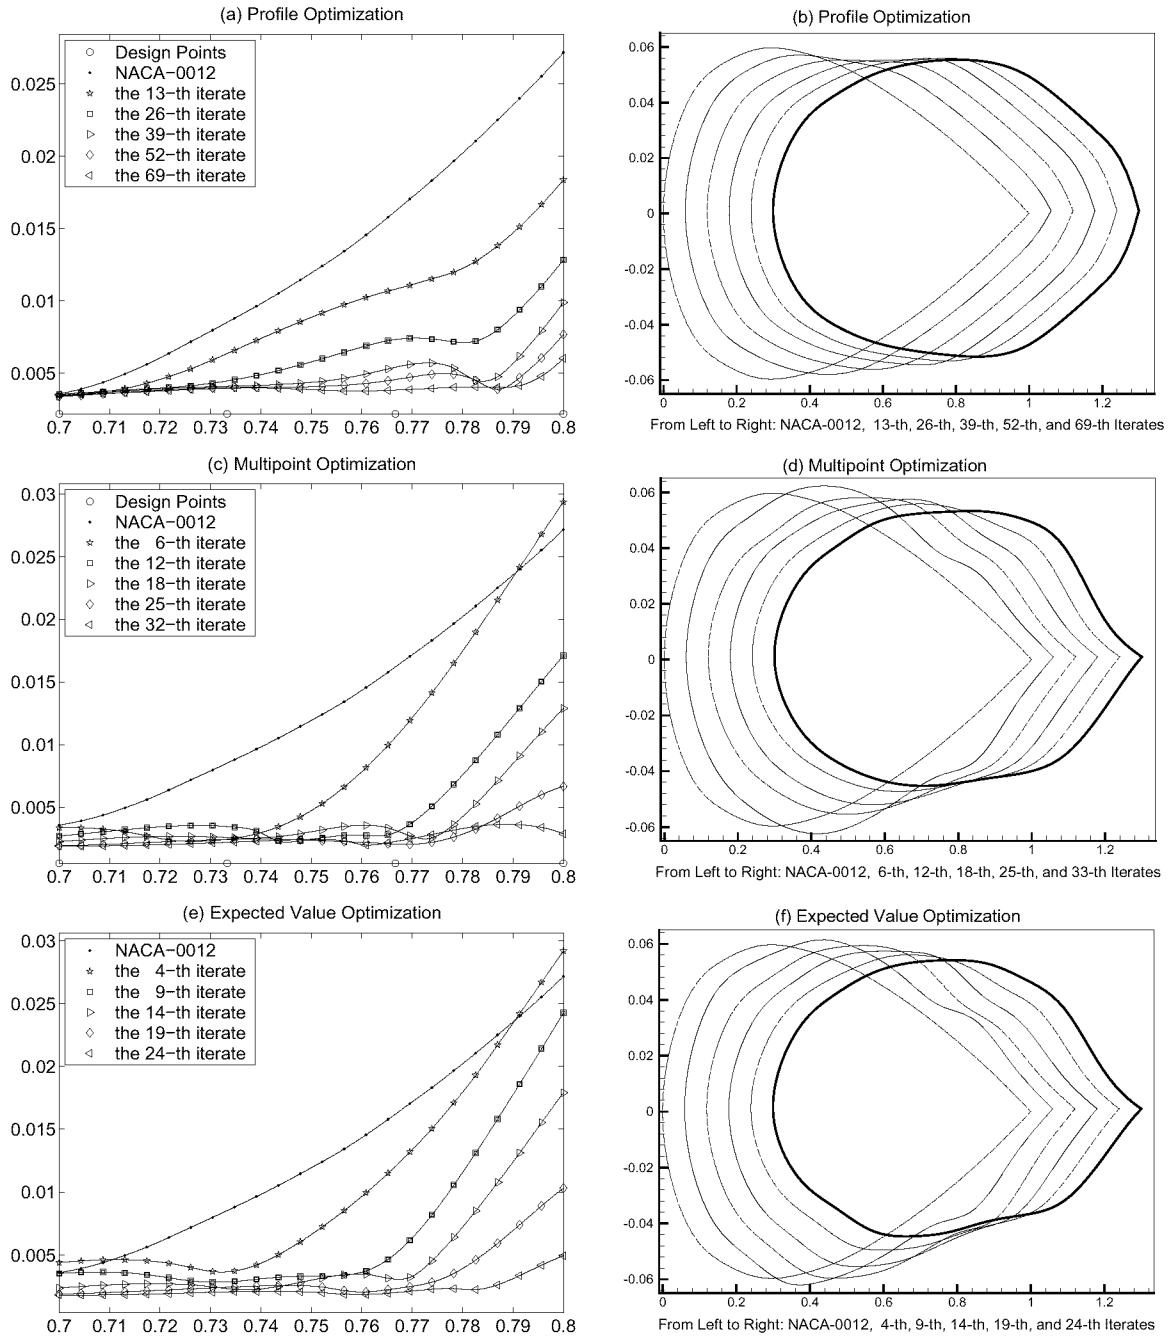 (a) Profile Optimization
0.025
0.02
0.015
0.01
0.005
Design Points
NACA−0012
the 13−th iterate
the 26−th iterate
the 39−th iterate
the 52−th iterate
the 69−th iterate
0.7 0.71 0.72 0.73 0.74 0.75 0.76 0.77 0.78 0.79 0.8
(b) Profile Optimization
0.06
0.04
0.02
0
-0.02
-0.04
-0.06
0 0.2 0.4 0.6 0.8 1 1.2
From Left to Right: NACA-0012, 13-th, 26-th, 39-th, 52-th, and 69-th Iterates
(c) Multipoint Optimization
0.03
0.025
0.02
0.015
0.01
0.005
Design Points
NACA−0012
the 6−th iterate
the 12−th iterate
the 18−th iterate
the 25−th iterate
the 32−th iterate
0.7 0.71 0.72 0.73 0.74 0.75 0.76 0.77 0.78 0.79 0.8
(d) Multipoint Optimization
0.06
0.04
0.02
0
-0.02
-0.04
-0.06
0 0.2 0.4 0.6 0.8 1 1.2
From Left to Right: NACA-0012, 6-th, 12-th, 18-th, 25-th, and 33-th Iterates
(e) Expected Value Optimization
0.03
0.025
0.02
0.015
0.01
0.005
NACA−0012
the 4−th iterate
the 9−th iterate
the 14−th iterate
the 19−th iterate
the 24−th iterate
0.7 0.71 0.72 0.73 0.74 0.75 0.76 0.77 0.78 0.79 0.8
(f) Expected Value Optimization
0.06
0.04
0.02
0
-0.02
-0.04
-0.06
0 0.2 0.4 0.6 0.8 1 1.2
From Left to Right: NACA-0012, 4-th, 9-th, 14-th, 19-th, and 24-th Iterates